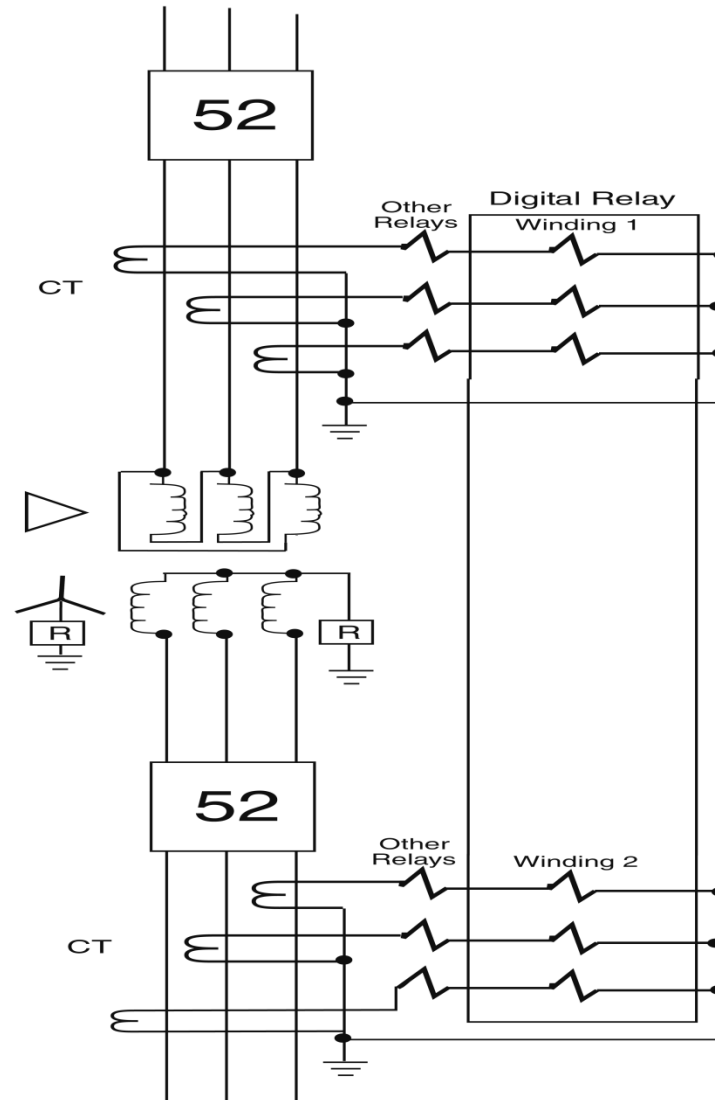 52
Digital Relay
Other
Relays
Winding 1
CT
R
R
52
Other
Relays
Winding 2
CT